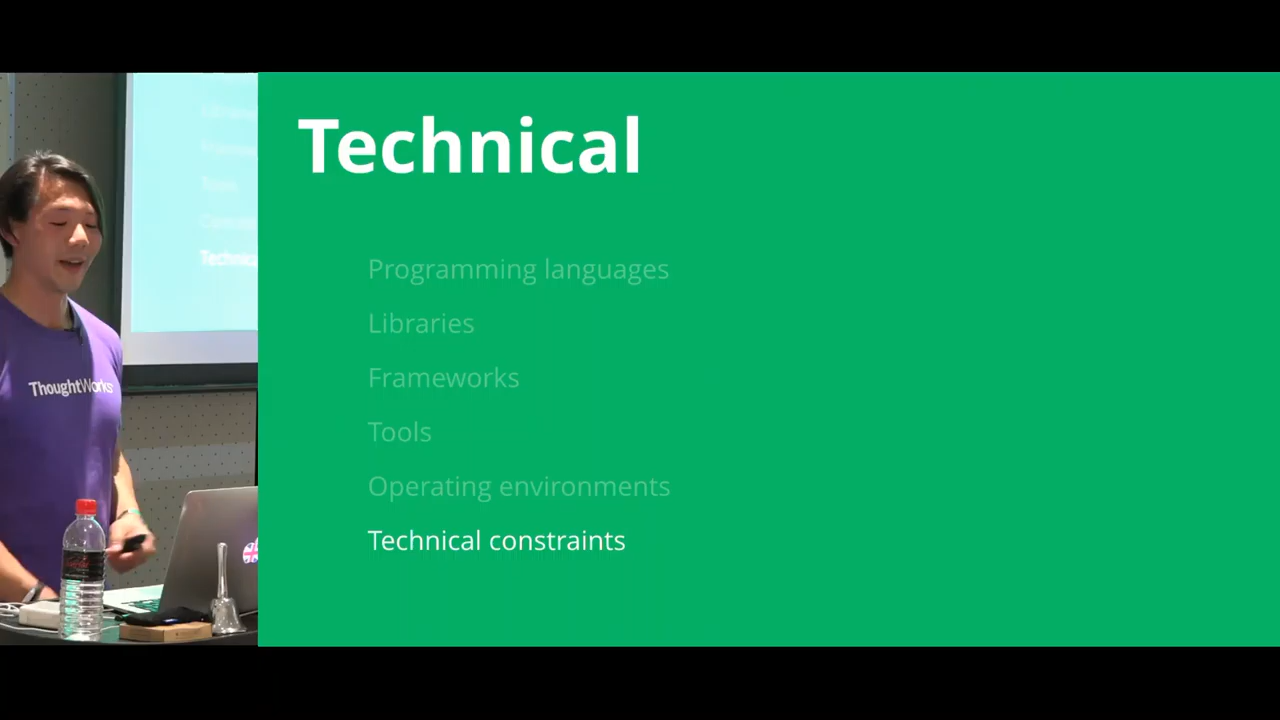 Technical
Programming languages
Libraries
Frameworks
Tools
Operating environments
Technical constraints
ThoughtWorks